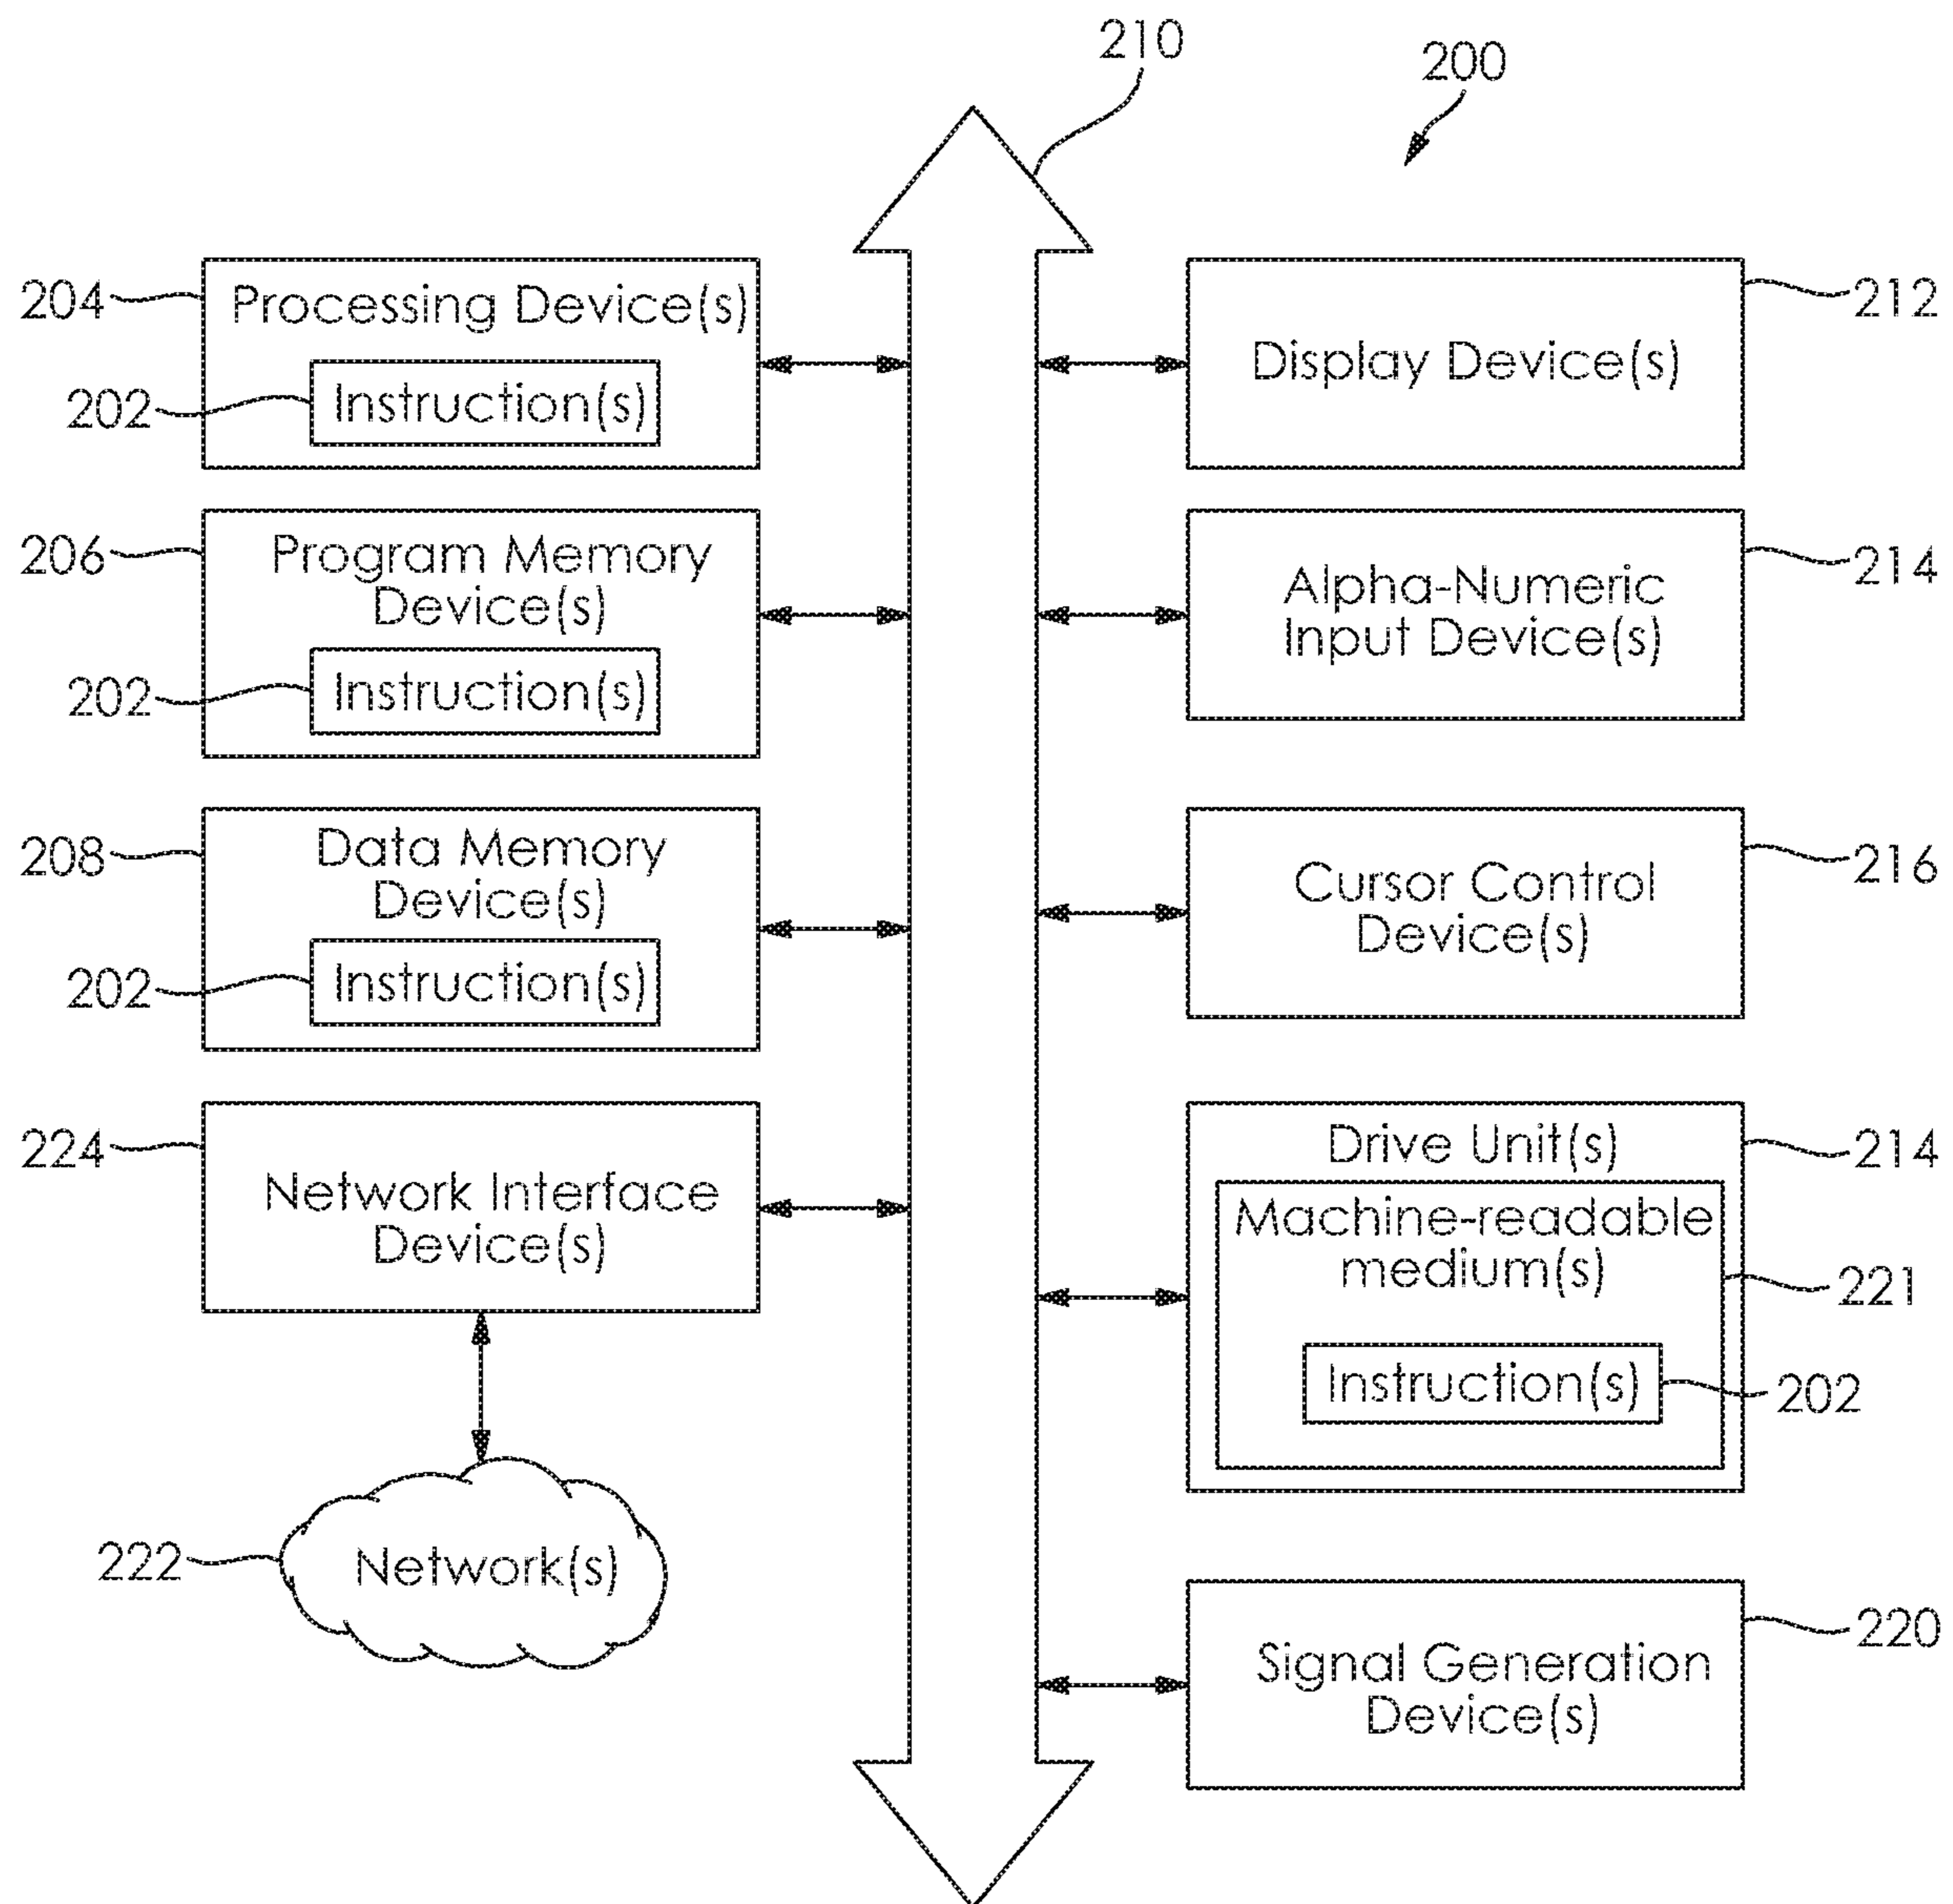 210
200
204
Processing Device(s)
202
Instruction(s)
206
Program Memory
Device(s)
202
Instruction(s)
208
Data Memory
Device(s)
202
Instruction(s)
224
Network Interface
Device(s)
222
Network(s)
Display Device(s)
212
Alpha-Numeric
Input Device(s)
214
Cursor Control
Device(s)
216
Drive Unit(s)
214
Machine-readable
medium(s)
221
Instruction(s)
202
Signal Generation
Device(s)
220